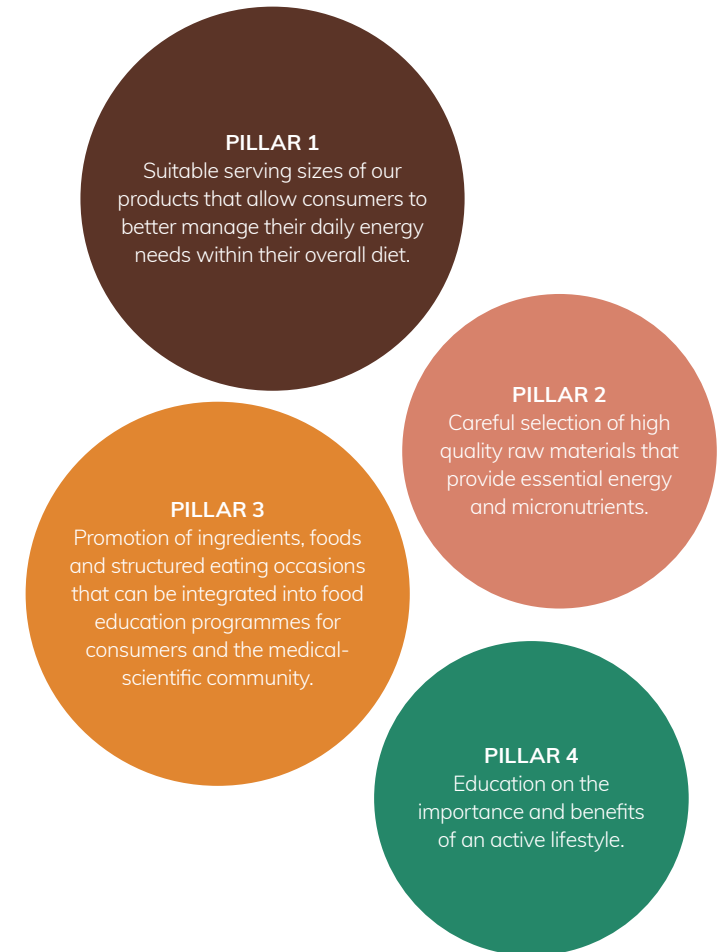 PILLAR 1
Suitable serving sizes of our
products that allow consumers to
better manage their daily energy
needs within their overall diet.
PILLAR 2
Careful selection of high
quality raw materials that
provide essential energy
and micronutrients.
PILLAR 3
Promotion of ingredients, foods
and structured eating occasions
that can be integrated into food
education programmes for
consumers and the medical-
scientific community.
PILLAR 4
Education on the
importance and benefits
of an active lifestyle.